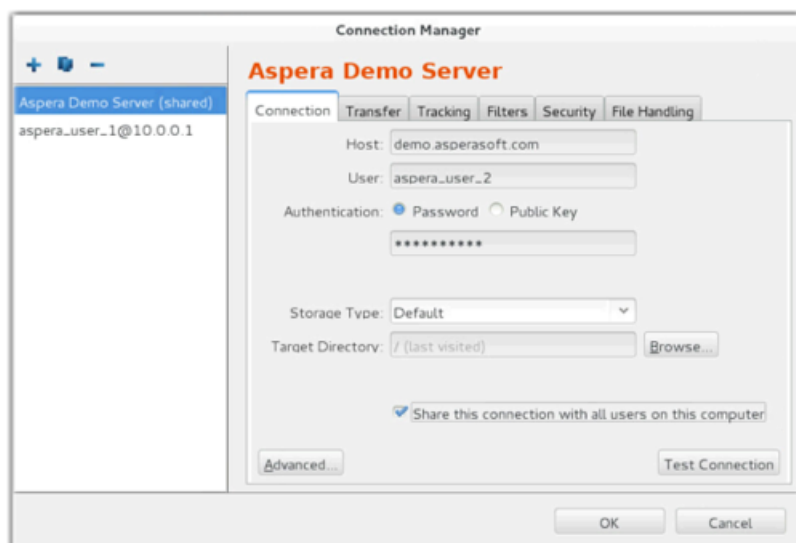 Connection Manager
Aspera Demo Server (shared)
aspera_user_1@10.0.0.1
Aspera Demo Server
Connection Transfer Tracking Filters Security File Handling
Host: demo.asperasoft.com
User: aspera_user_2
Authentication: Password Public Key
**********
Storage Type: Default
Target Directory: / (last visited) Browse...
Share this connection with all users on this computer
Advanced... Test Connection
OK Cancel